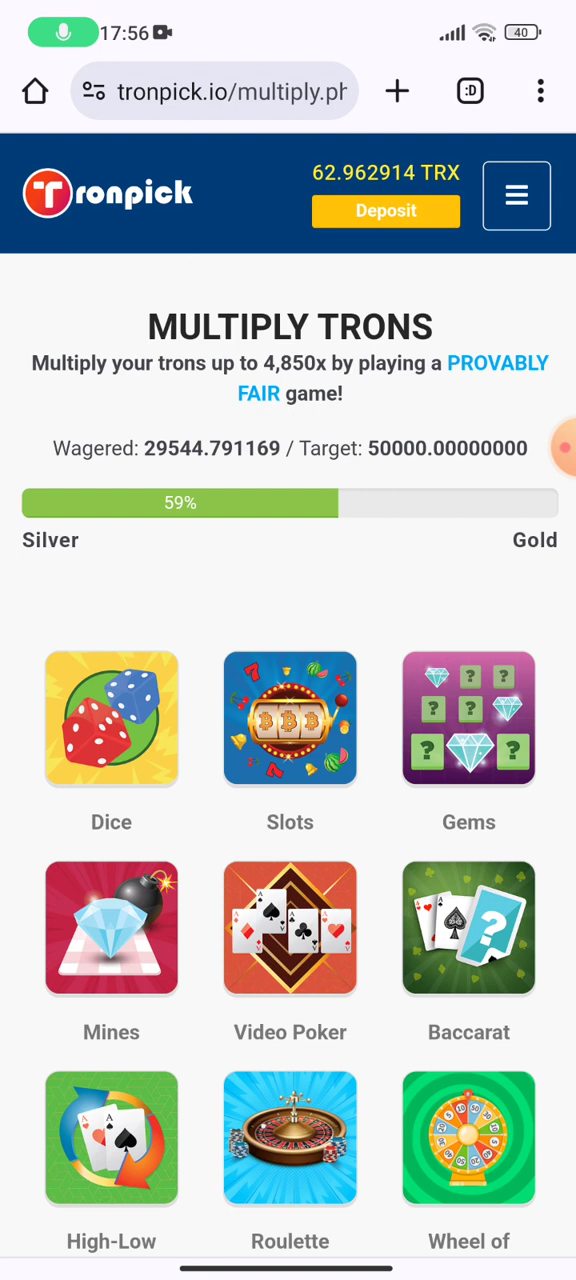 17:56
40
tronpick.io/multiply.ph
:D
Tronpick
62.962914 TRX
Deposit
MULTIPLY TRONS
Multiply your trons up to 4,850x by playing a PROVABLY
FAIR game!
Wagered: 29544.791169 / Target: 50000.00000000
59%
Silver
Gold
Dice
Slots
Gems
Mines
Video Poker
Baccarat
High-Low
Roulette
Wheel of